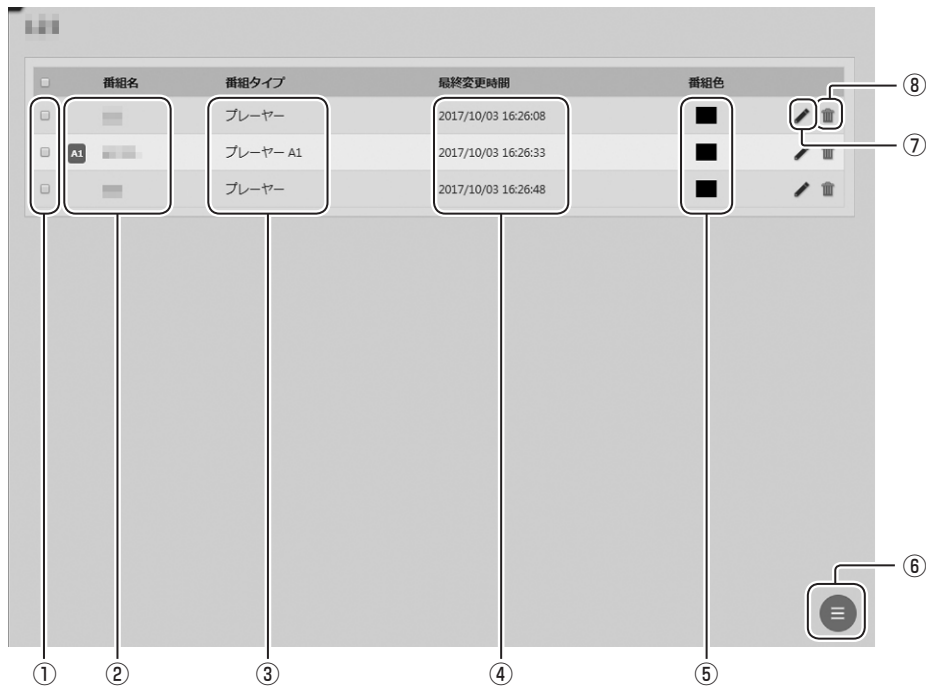 番組名 番組タイプ 最終変更時間 番組色
⑧
プレーヤー 2017/10/03 16:26:08
⑦
A1 プレーヤー A1 2017/10/03 16:26:33
プレーヤー 2017/10/03 16:26:48
⑥
① ② ③ ④ ⑤